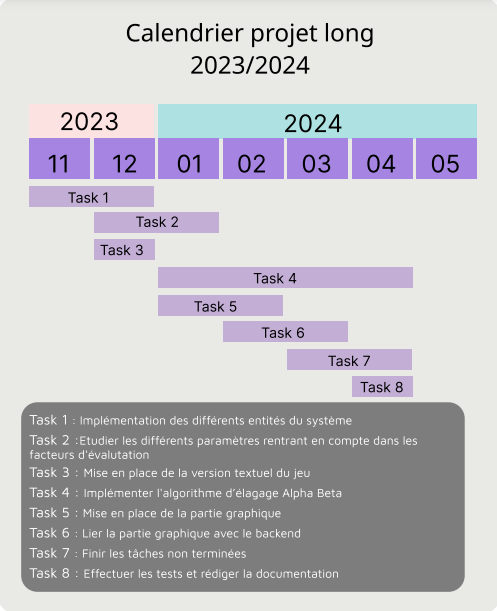 Calendrier projet long
2023/2024
2023
2024
11
12
01
02
03
04
05
Task 1
Task 2
Task 3
Task 4
Task 5
Task 6
Task 7
Task 8
Task 1 : Implémentation des différents entités du système
Task 2 :Etudier les différents paramètres rentrant en compte dans les
facteurs d'évalutation
Task 3 : Mise en place de la version textuel du jeu
Task 4 : Implémenter l'algorithme d'élagage Alpha Beta
Task 5 : Mise en place de la partie graphique
Task 6 : Lier la partie graphique avec le backend
Task 7 : Finir les tâches non terminées
Task 8 : Effectuer les tests et rédiger la documentation